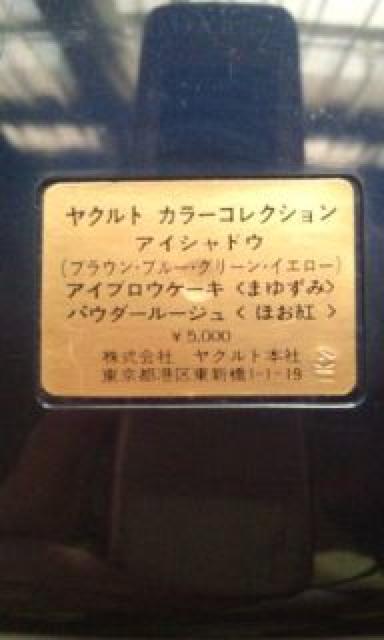 ヤクルト カラーコレクション
アイシャドウ
(ブラウン・ブルー・グリーン・イエロー)
アイブロウケーキ〈まゆずみ〉
パウダールージュ〈ほお紅〉
¥5,000
株式会社 ヤクルト本社
東京都港区東新橋1-1-19